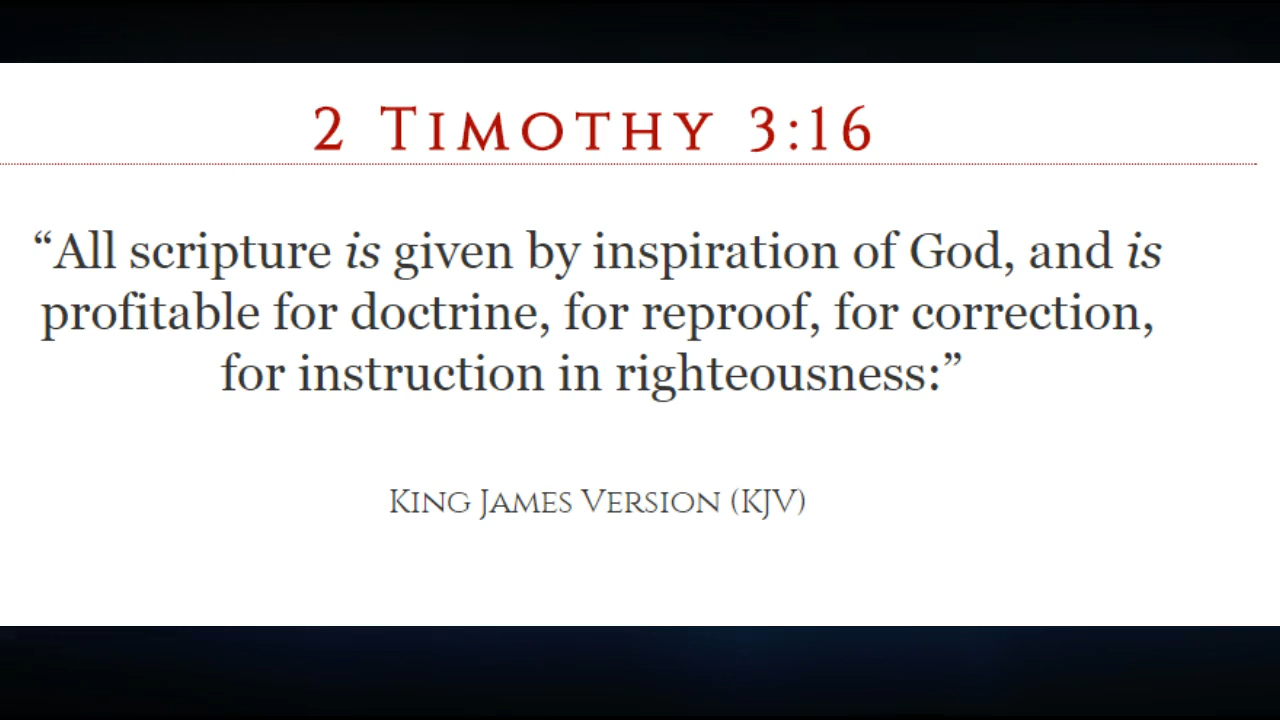 2 Timothy 3:16
“All scripture is given by inspiration of God, and is
profitable for doctrine, for reproof, for correction,
for instruction in righteousness:”
King James Version (KJV)